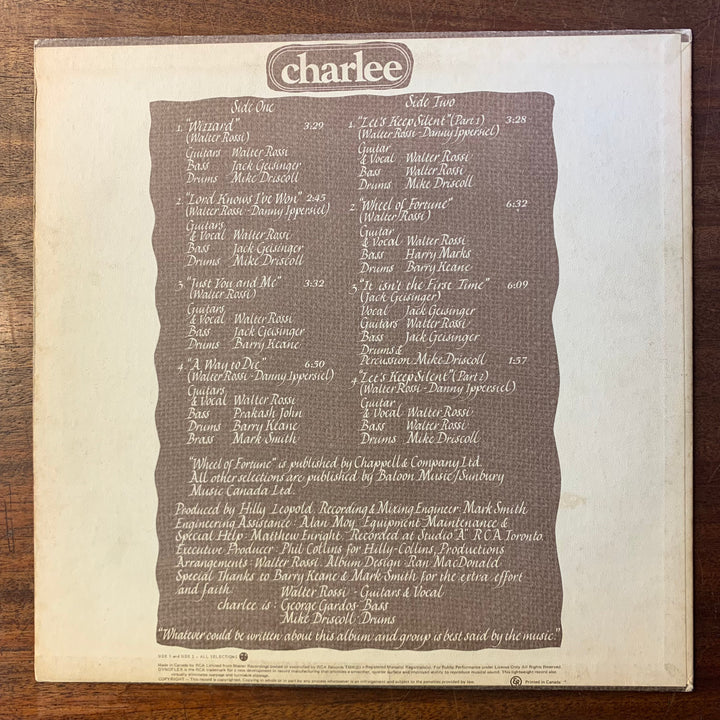 charlee
Side One
1. "Wizzard" 3:29
(Walter Rossi)
Guitars Walter Rossi
Bass Jack Geisinger
Drums Mike Driscoll
2. "Lord Knows I've Won" 2:45
(Walter Rossi-Danny Ippersiel)
Guitars
& Vocal Walter Rossi
Bass Jack Geisinger
Drums Mike Driscoll
3. "Just You and Me" 3:32
(Walter Rossi)
Guitars
& Vocal Walter Rossi
Bass Jack Geisinger
Drums Barry Keane
4. "A Way to Die" 6:50
(Walter Rossi-Danny Ippersiel)
Guitars
& Vocal Walter Rossi
Bass Prakash John
Drums Barry Keane
Brass Mark Smith
Side Two
1. "Let's Keep Silent" (Part 1) 3:28
(Walter Rossi-Danny Ippersiel)
Guitar
& Vocal Walter Rossi
Bass Walter Rossi
Drums Mike Driscoll
2. "Wheel of Fortune" 6:32
(Walter Rossi)
Guitar
& Vocal Walter Rossi
Bass Harry Marks
Drums Barry Keane
3. "It isn't the First Time" 6:09
(Jack Geisinger)
Vocal Jack Geisinger
Guitars Walter Rossi
Bass Jack Geisinger
Drums &
Percussion Mike Driscoll 1:57
4. "Let's Keep Silent" (Part 2)
(Walter Rossi-Danny Ippersiel)
Guitar
& Vocal Walter Rossi
Bass Walter Rossi
Drums Mike Driscoll
"Wheel of Fortune" is published by Chappell & Company Ltd.
All other selections are published by Baloon Music/Sunbury
Music Canada Ltd.
Produced by Hilly Leopold. Recording & Mixing Engineer: Mark Smith
Engineering Assistance: Alan Moy. Equipment Maintenance &
Special Help: Matthew Enright. Recorded at Studio "A" RCA Toronto.
Executive Producer: Phil Collins for Hilly-Collins Productions
Arrangements: Walter Rossi. Album Design: Ran MacDonald
Special Thanks to Barry Keane & Mark Smith for the extra effort
and faith.
Walter Rossi - Guitars & Vocal
charlee is: George Gardos - Bass
Mike Driscoll - Drums
"Whatever could be written about this album and group is best said by the music."
SIDE 1 and SIDE 2 - ALL SELECTIONS
Printed in Canada